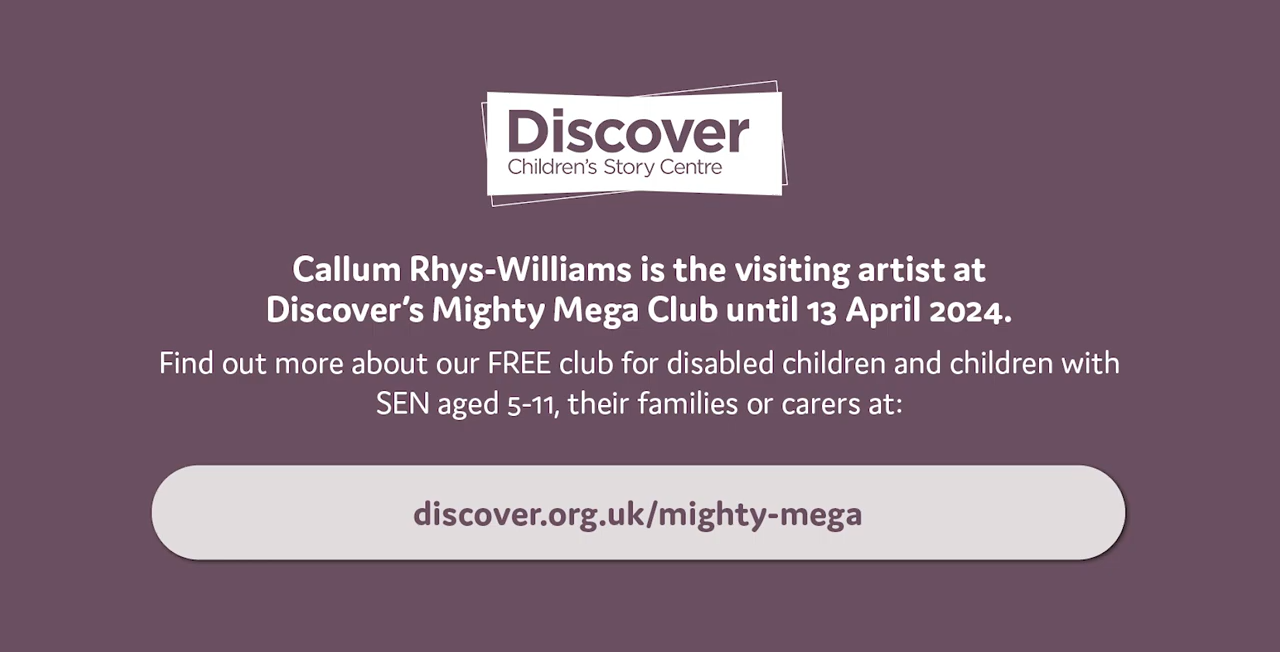 Discover
Children's Story Centre
Callum Rhys-Williams is the visiting artist at
Discover's Mighty Mega Club until 13 April 2024.
Find out more about our FREE club for disabled children and children with
SEN aged 5-11, their families or carers at:
discover.org.uk/mighty-mega